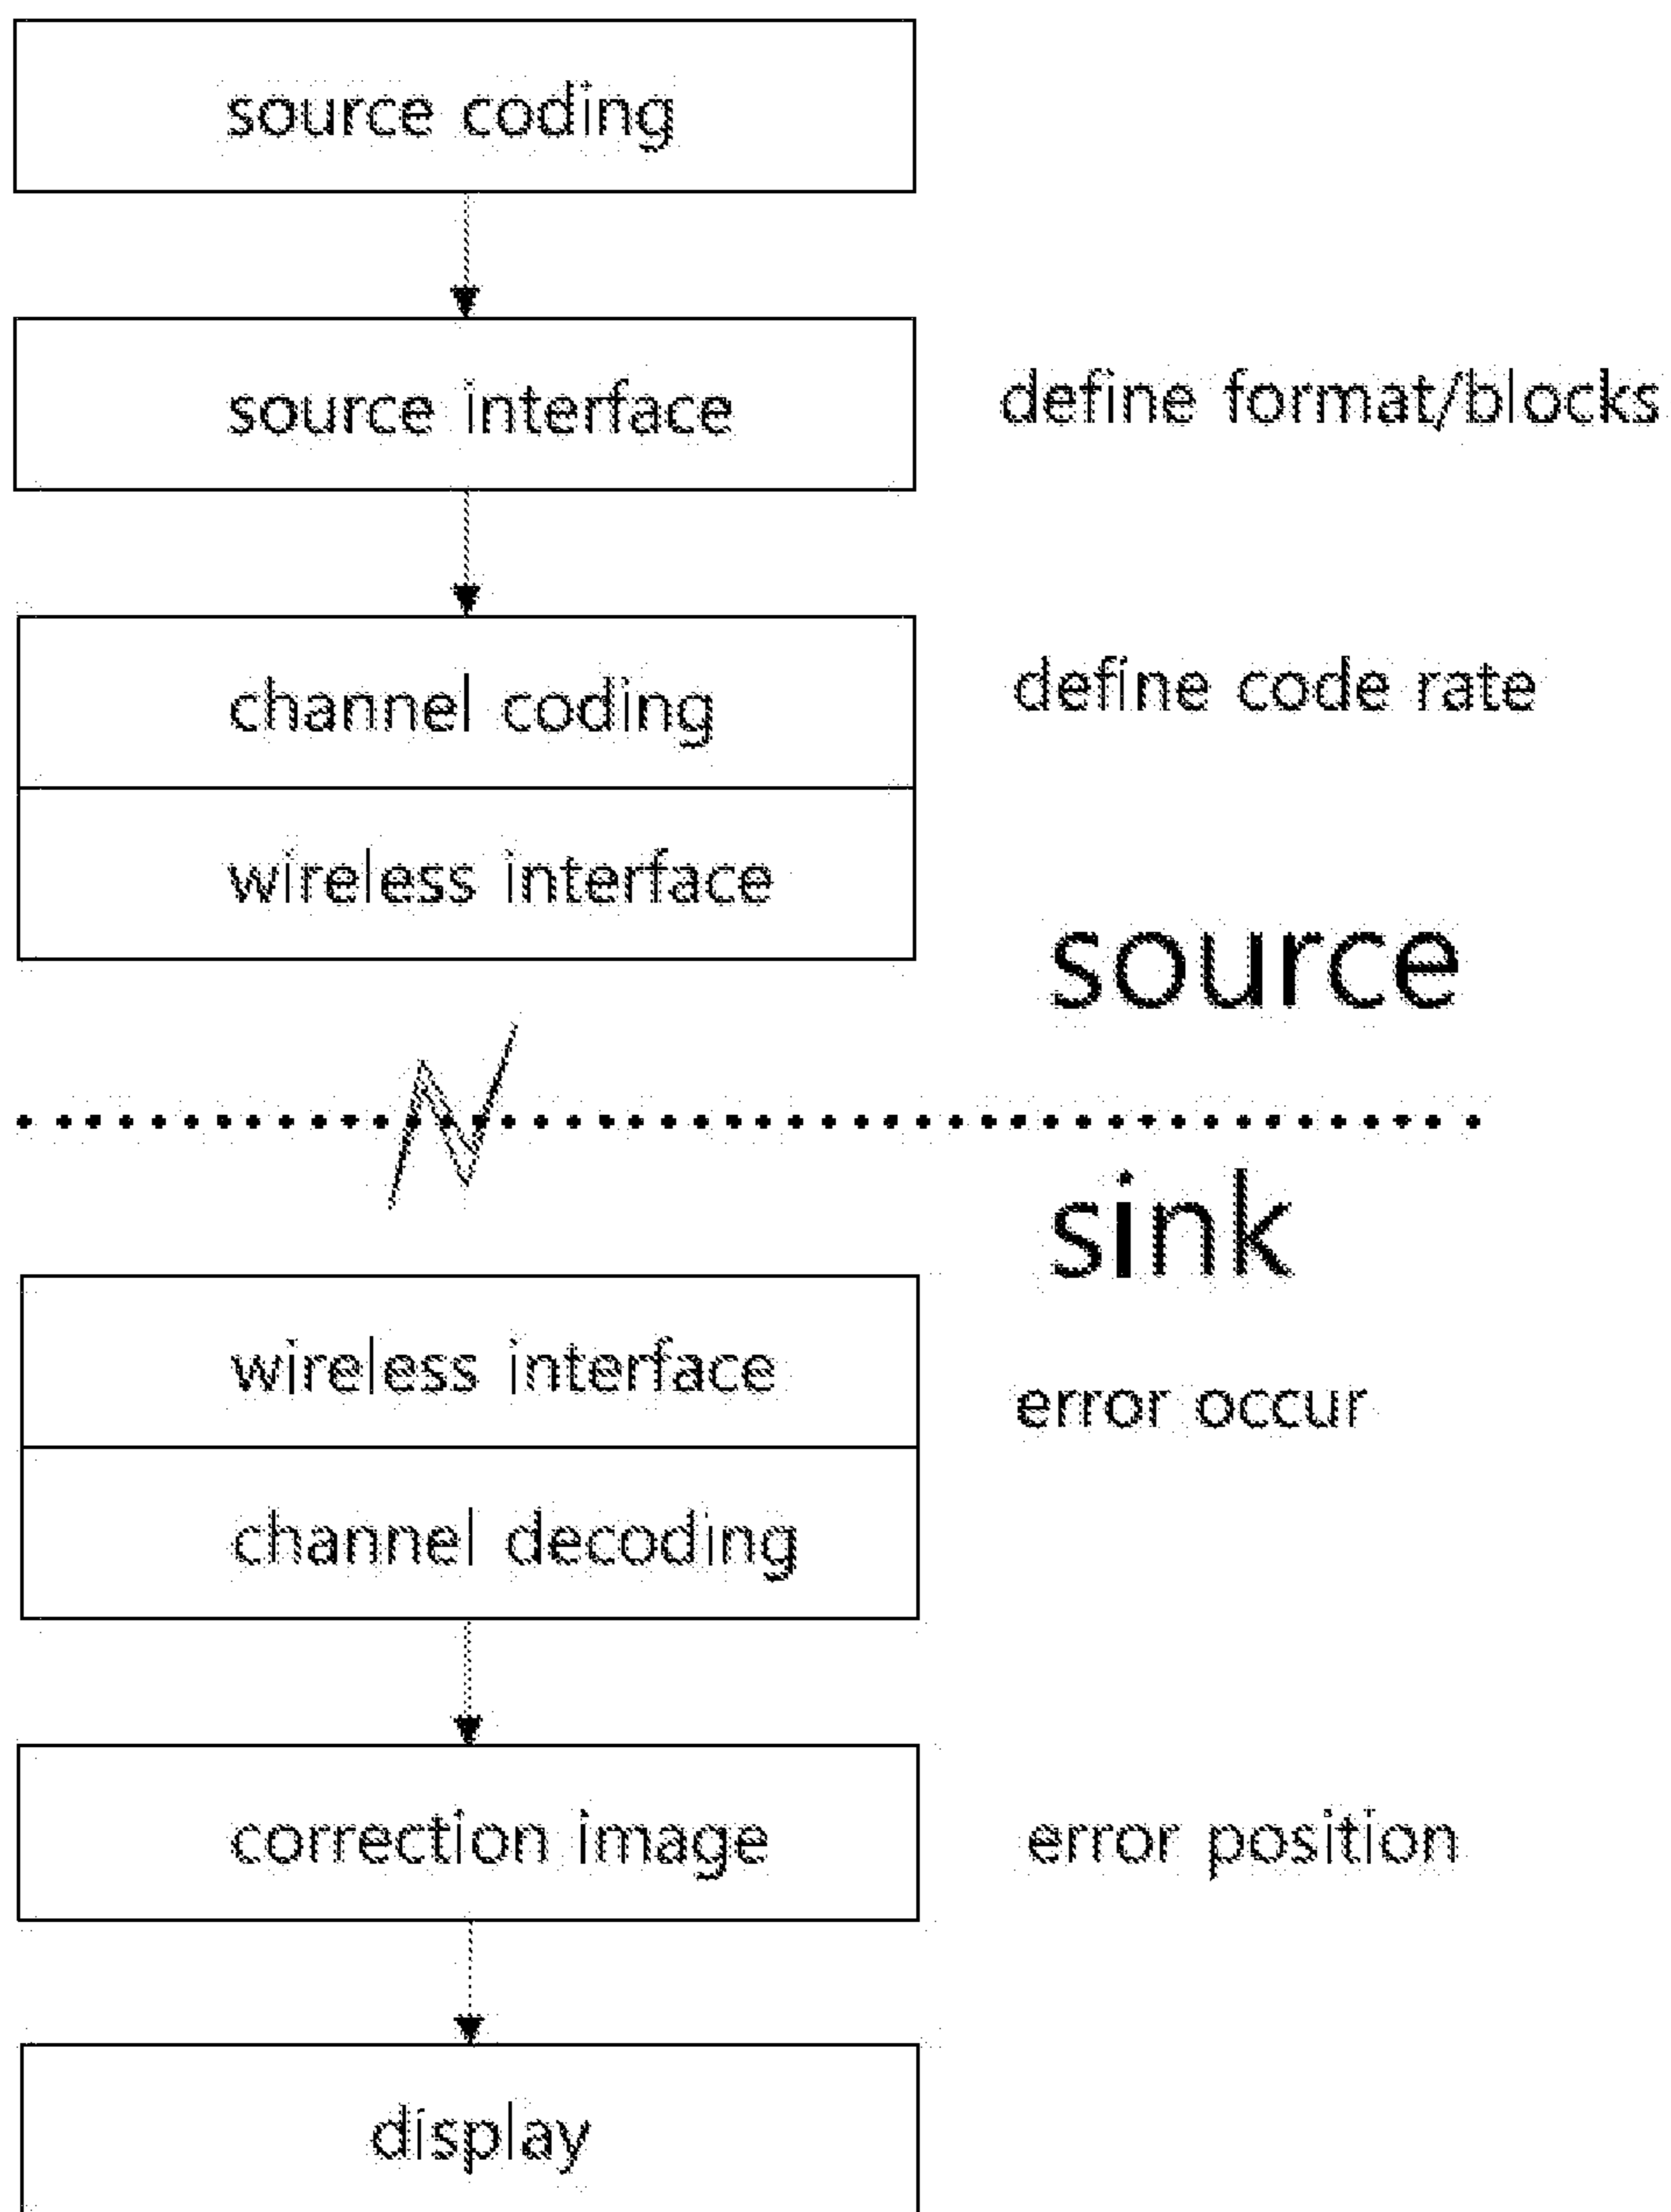 source coding
source interface
define format/blocks
channel coding
define code rate
wireless interface
source
sink
wireless interface
error occur
channel decoding
correction image
error position
display